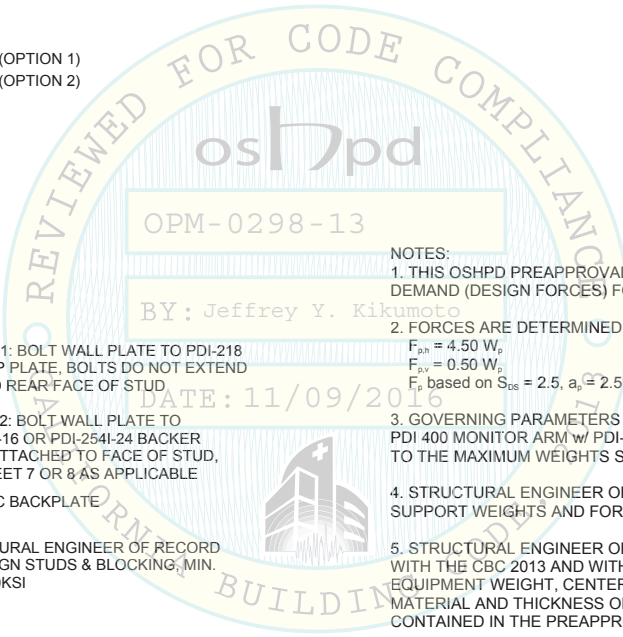 (OPTION 1)
(OPTION 2)
REVIEWED FOR CODE COMPLIANCE
oshpd
OPM-0298-13
BY: Jeffrey Y. Kikumoto
DATE: 11/09/2016
CALIFORNIA BUILDING CODE, 2013
1: BOLT WALL PLATE TO PDI-218
P PLATE, BOLTS DO NOT EXTEND
REAR FACE OF STUD
2: BOLT WALL PLATE TO
-16 OR PDI-254I-24 BACKER
ATTACHED TO FACE OF STUD,
EET 7 OR 8 AS APPLICABLE
C BACKPLATE
URAL ENGINEER OF RECORD
IGN STUDS & BLOCKING, MIN.
0KSI
NOTES:
1. THIS OSHPD PREAPPROVAL
DEMAND (DESIGN FORCES) FO
2. FORCES ARE DETERMINED
Fp,h = 4.50 Wp
Fp,v = 0.50 Wp
Fp based on SDS = 2.5, ap = 2.5
3. GOVERNING PARAMETERS
PDI 400 MONITOR ARM w/ PDI-
TO THE MAXIMUM WEIGHTS S
4. STRUCTURAL ENGINEER O
SUPPORT WEIGHTS AND FOR
5. STRUCTURAL ENGINEER O
WITH THE CBC 2013 AND WITH
EQUIPMENT WEIGHT, CENTER
MATERIAL AND THICKNESS O
CONTAINED IN THE PREAPPR